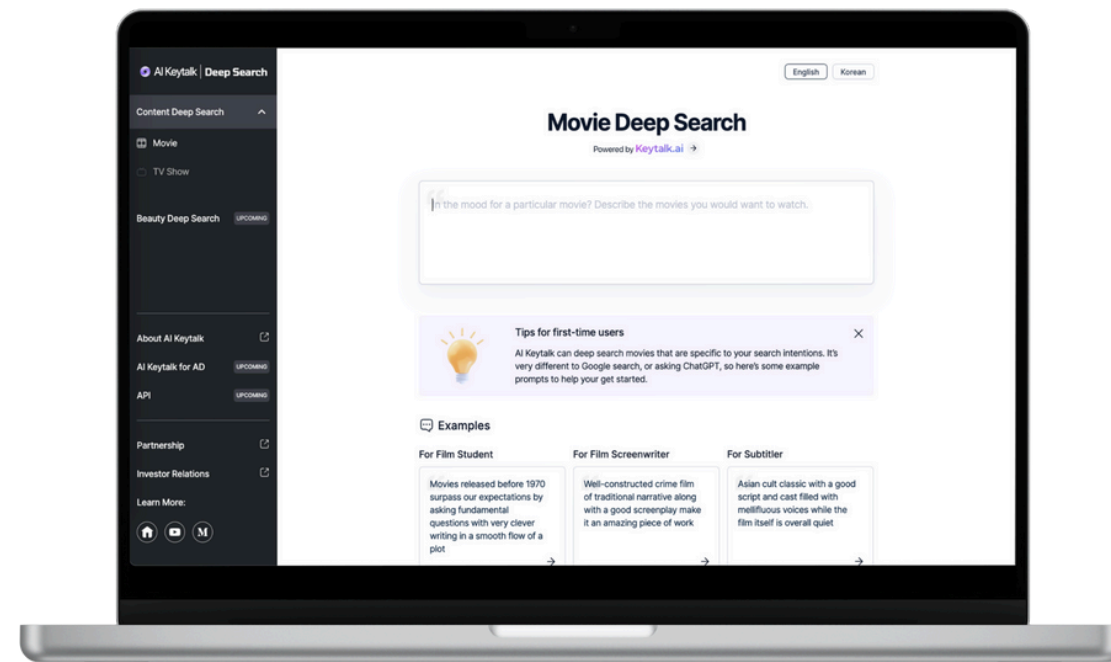 AI Keytalk | Deep Search
Content Deep Search
Movie
TV Show
Beauty Deep Search UPCOMING
About AI Keytalk
AI Keytalk for AD UPCOMING
API UPCOMING
Partnership
Investor Relations
Learn More:
M
English Korean
Movie Deep Search
Powered by Keytalk.ai →
In the mood for a particular movie? Describe the movies you would want to watch.
Tips for first-time users
AI Keytalk can deep search movies that are specific to your search intentions. It's
very different to Google search, or asking ChatGPT, so here's some example
prompts to help your get started.
Examples
For Film Student
Movies released before 1970
surpass our expectations by
asking fundamental
questions with very clever
writing in a smooth flow of a
plot
For Film Screenwriter
Well-constructed crime film
of traditional narrative along
with a good screenplay make
it an amazing piece of work
For Subtitler
Asian cult classic with a good
script and cast filled with
mellifluous voices while the
film itself is overall quiet